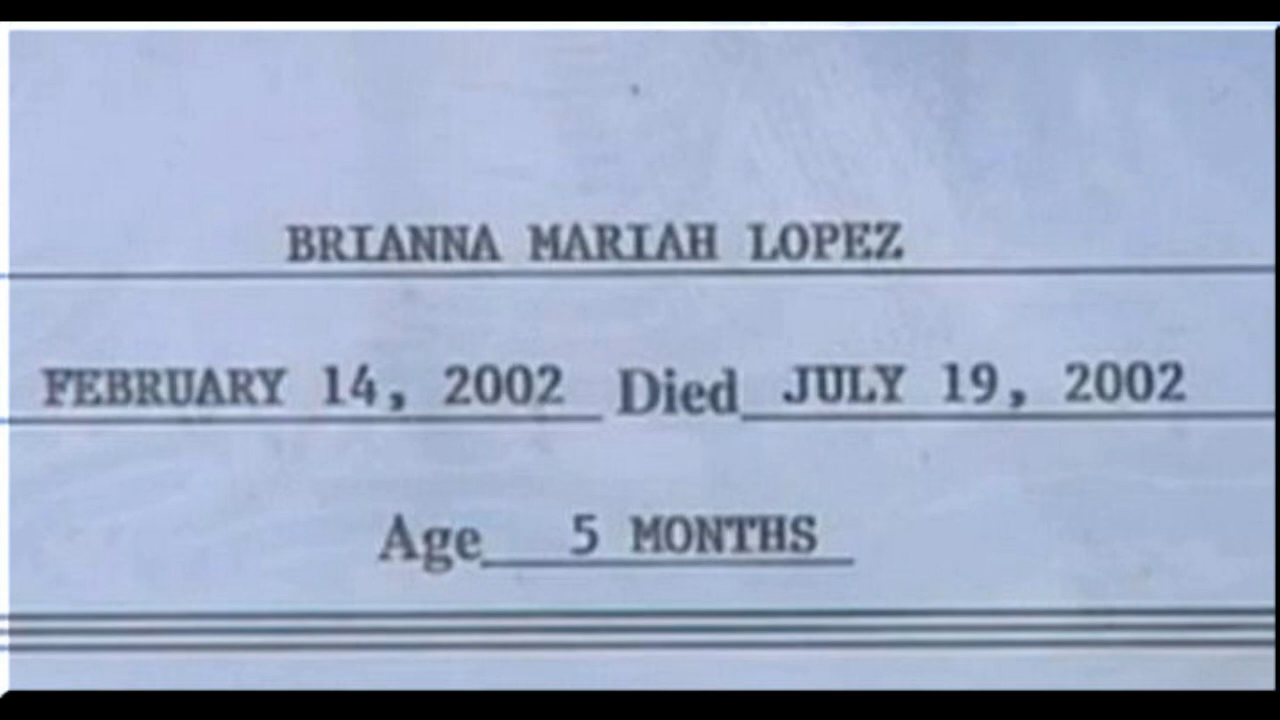 BRIANNA MARIAH LOPEZ
FEBRUARY 14, 2002 Died JULY 19, 2002
Age 5 MONTHS